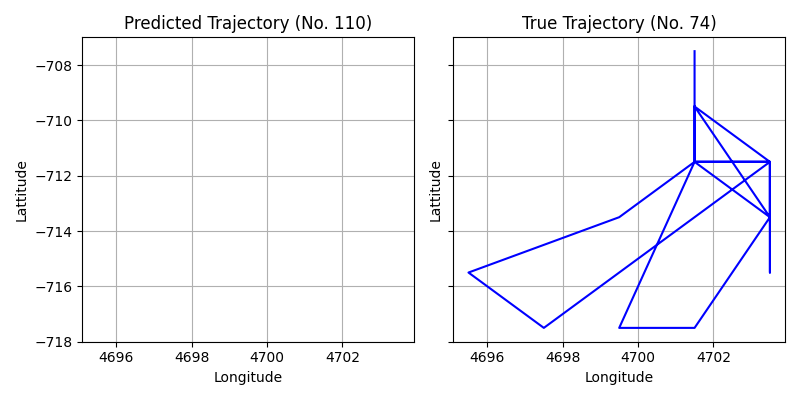 Predicted Trajectory (No. 110)
True Trajectory (No. 74)
−708
−710
−712
−714
−716
−718
Lattitude
Lattitude
4696 4698 4700 4702
4696 4698 4700 4702
Longitude
Longitude